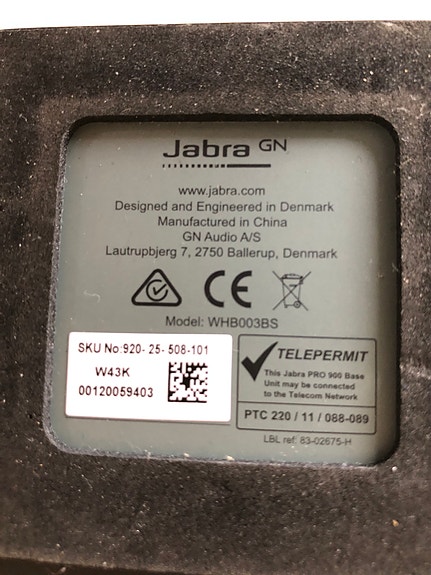 Jabra GN
www.jabra.com
Designed and Engineered in Denmark
Manufactured in China
GN Audio A/S
Lautrupbjerg 7, 2750 Ballerup, Denmark
CE
Model: WHB003BS
SKU No:920- 25- 508-101
W43K
00120059403
TELEPERMIT
This Jabra PRO 900 Base
Unit may be connected
to the Telecom Network
PTC 220 / 11 / 088-089
LBL ref: 83-02675-H